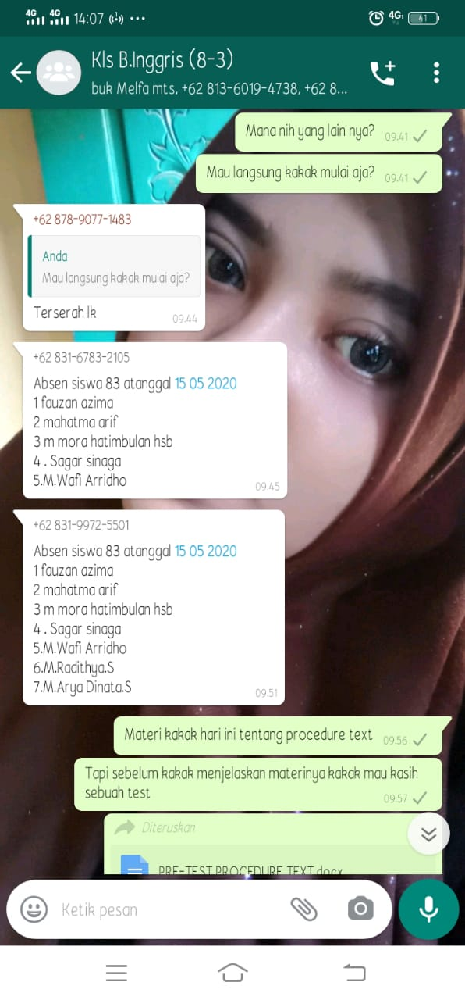 4G 4G 14:07 4G 41
Kls B.Inggris (8-3)
buk Melfa mts, +62 813-6019-4738, +62 8...
Mana nih yang lain nya? 09.41
Mau langsung kakak mulai aja? 09.41
+62 878-9077-1483
Anda
Mau langsung kakak mulai aja?
Terserah lk
09.44
+62 831-6783-2105
Absen siswa 83 atanggal 15 05 2020
1 fauzan azima
2 mahatma arif
3 m mora hatimbulan hsb
4 . Sagar sinaga
5.M.Wafi Arridho
09.45
+62 831-9972-5501
Absen siswa 83 atanggal 15 05 2020
1 fauzan azima
2 mahatma arif
3 m mora hatimbulan hsb
4 . Sagar sinaga
5.M.Wafi Arridho
6.M.Radithya.S
7.M.Arya Dinata.S
09.51
Materi kakak hari ini tentang procedure text 09.56
Tapi sebelum kakak menjelaskan materinya kakak mau kasih
sebuah test
09.57
Diteruskan
PRE-TEST PROCEDURE TEXT.docx
Ketik pesan